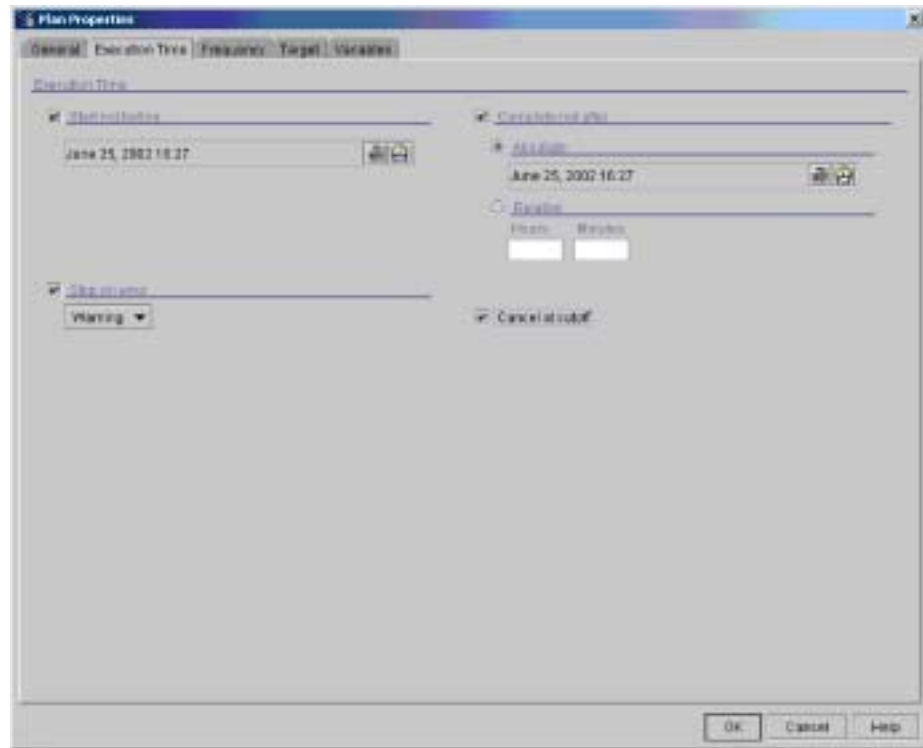 Plan Properties
General Execution Time Frequency Target Variables
Execution Time
Start not before
Complete not after
June 25, 2002 16:27
Absolute
June 25, 2002 16:27
Relative
Hours Minutes
Stop on error
Warning
Cancel at cutoff
OK Cancel Help